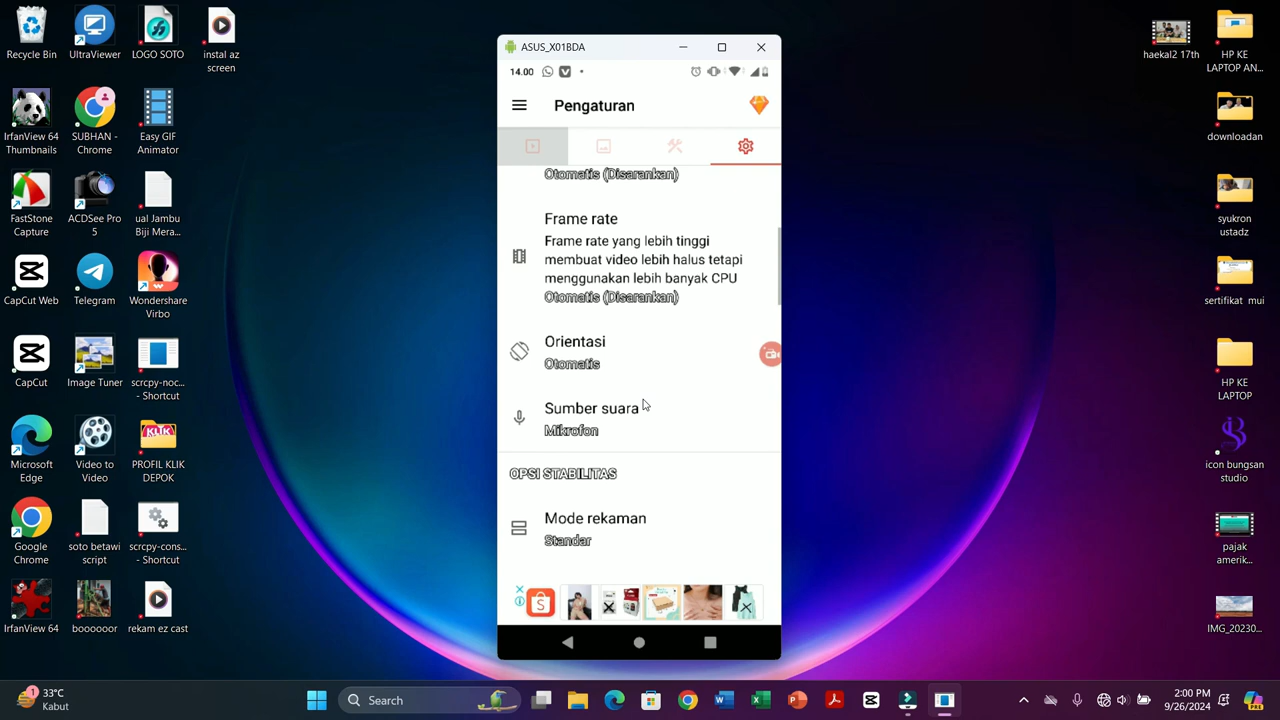 Recycle Bin
UltraViewer
LOGO SOTO
instal az
screen
IrfanView 64
Thumbnails
SUBHAN -
Chrome
Easy GIF
Animator
FastStone
Capture
ACDSee Pro
5
ual Jambu
Biji Mera...
CapCut Web
Telegram
Wondershare
Virbo
CapCut
Image Tuner
scrcpy-noc...
- Shortcut
Microsoft
Edge
Video to
Video
KLIK
PROFIL KLIK
DEPOK
Google
Chrome
soto betawi
scrcpy-cons...
- Shortcut
IrfanView 64
boooooor
rekam ez cast
ASUS_X01BDA
14.00
Pengaturan
Otomatis (Disarankan)
Frame rate
Frame rate yang lebih tinggi
membuat video lebih halus tetapi
menggunakan lebih banyak CPU
Otomatis (Disarankan)
Orientasi
Otomatis
Sumber suara
Mikrofon
OPSI STABILITAS
Mode rekaman
Standar
haekal2 17th
HP KE
LAPTOP AN...
downloadan
syukron
ustadz
sertifikat mui
HP KE
LAPTOP
icon bungsan
studio
pajak
amerik...
IMG_20230...
1
33°C
Kabut
Search
2:00 PM
9/26/2024